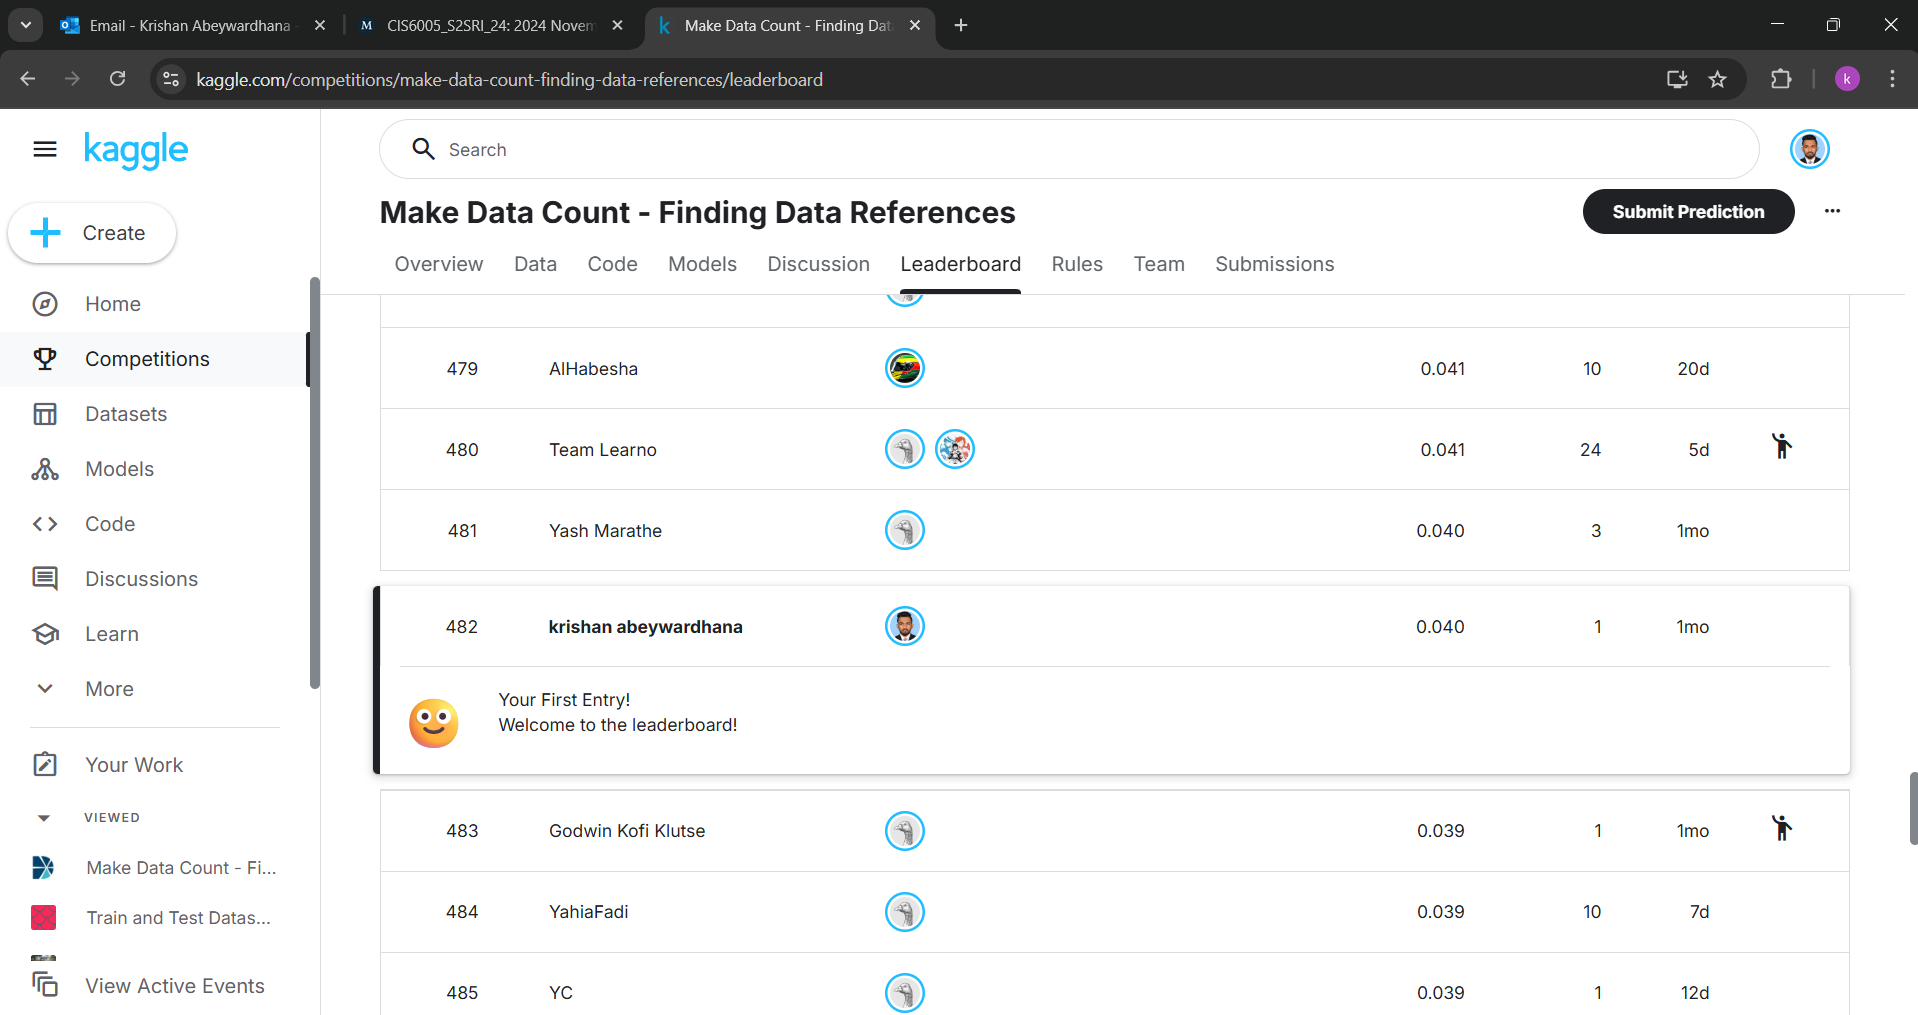 Email - Krishan Abeywardhana -
CIS6005_S2SRI_24: 2024 Novem
Make Data Count - Finding Dat
kaggle.com/competitions/make-data-count-finding-data-references/leaderboard
k
kaggle
Search
Create
Make Data Count - Finding Data References
Submit Prediction
Overview Data Code Models Discussion Leaderboard Rules Team Submissions
Home
Competitions
Datasets
Models
Code
Discussions
Learn
More
Your Work
VIEWED
Make Data Count - Fi...
Train and Test Datas...
View Active Events
479 AlHabesha 0.041 10 20d
480 Team Learno 0.041 24 5d
481 Yash Marathe 0.040 3 1mo
482 krishan abeywardhana 0.040 1 1mo
Your First Entry!
Welcome to the leaderboard!
483 Godwin Kofi Klutse 0.039 1 1mo
484 YahiaFadi 0.039 10 7d
485 YC 0.039 1 12d